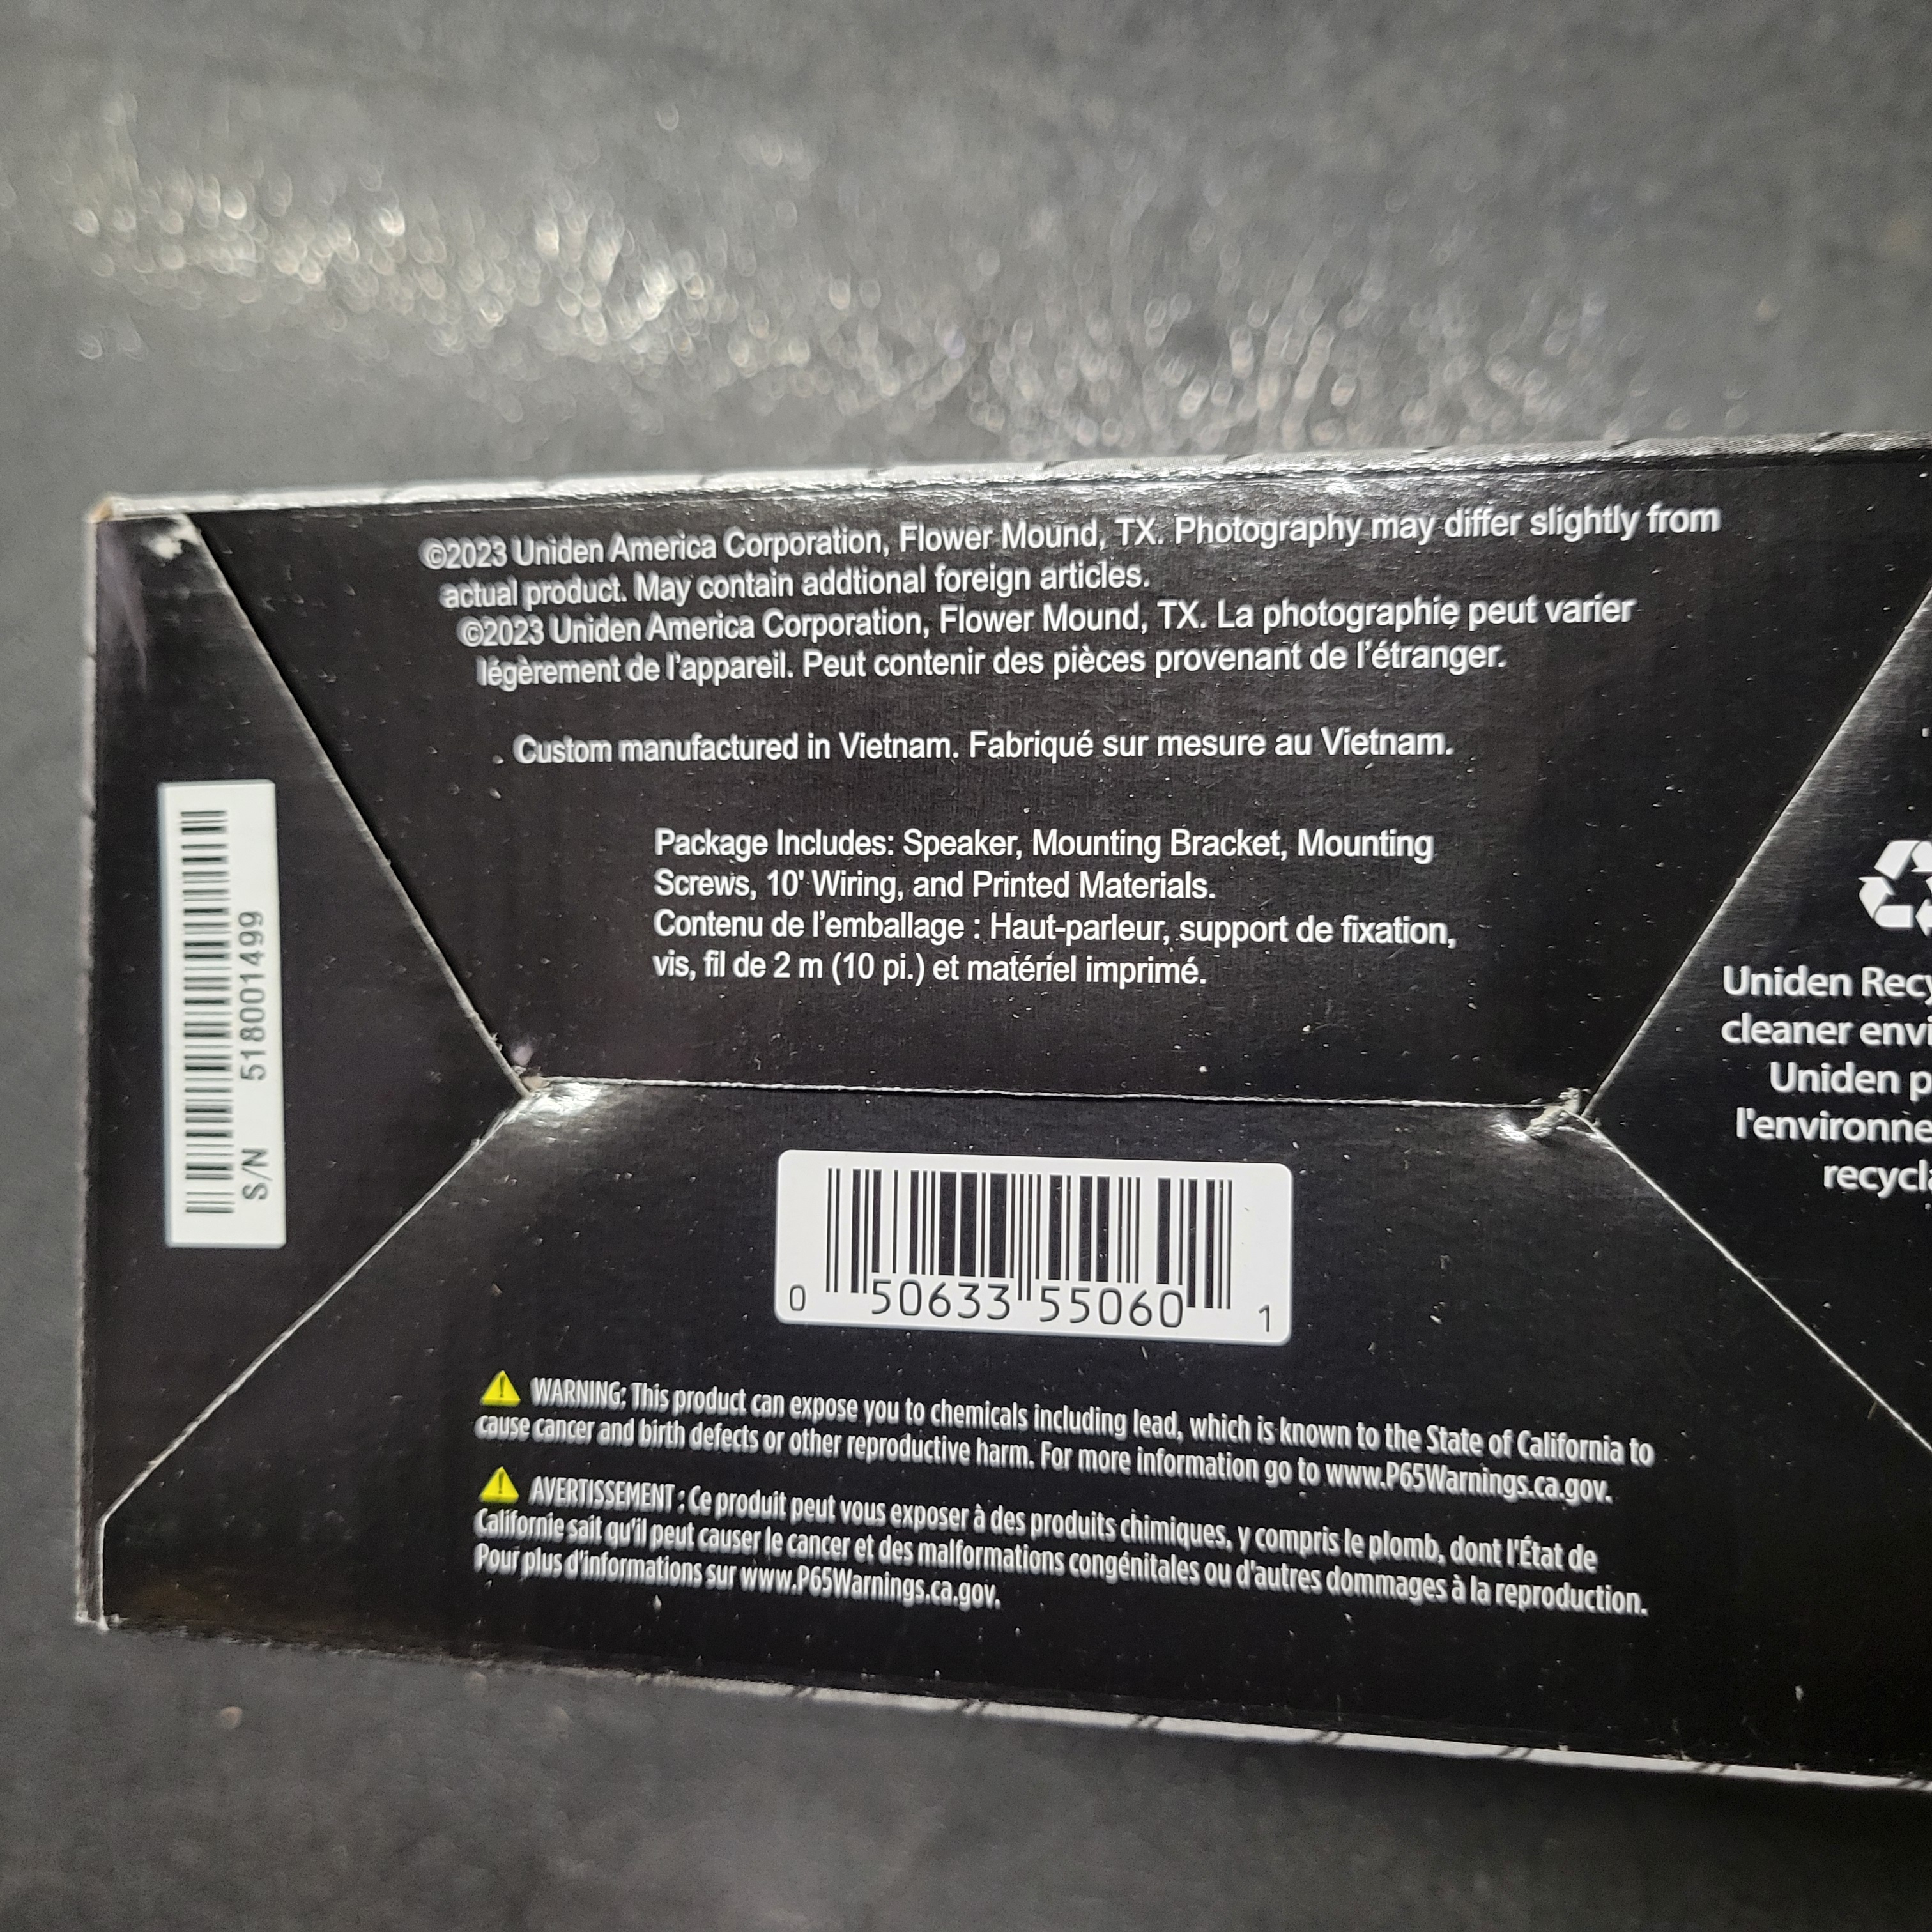 ©2023 Uniden America Corporation, Flower Mound, TX. Photography may differ slightly from
actual product. May contain addtional foreign articles.
©2023 Uniden America Corporation, Flower Mound, TX. La photographie peut varier
légèrement de l'appareil. Peut contenir des pièces provenant de l'étranger.
Custom manufactured in Vietnam. Fabriqué sur mesure au Vietnam.
Package Includes: Speaker, Mounting Bracket, Mounting
Screws, 10' Wiring, and Printed Materials.
Contenu de l'emballage : Haut-parleur, support de fixation,
vis, fil de 2 m (10 pi.) et matériel imprimé.
S/N 518001499
0 50633 55060 1
WARNING: This product can expose you to chemicals including lead, which is known to the State of California to
cause cancer and birth defects or other reproductive harm. For more information go to www.P65Warnings.ca.gov.
AVERTISSEMENT : Ce produit peut vous exposer à des produits chimiques, y compris le plomb, dont l'État de
Californie sait qu'il peut causer le cancer et des malformations congénitales ou d'autres dommages à la reproduction.
Pour plus d'informations sur www.P65Warnings.ca.gov.
Uniden
cleaner
Uniden